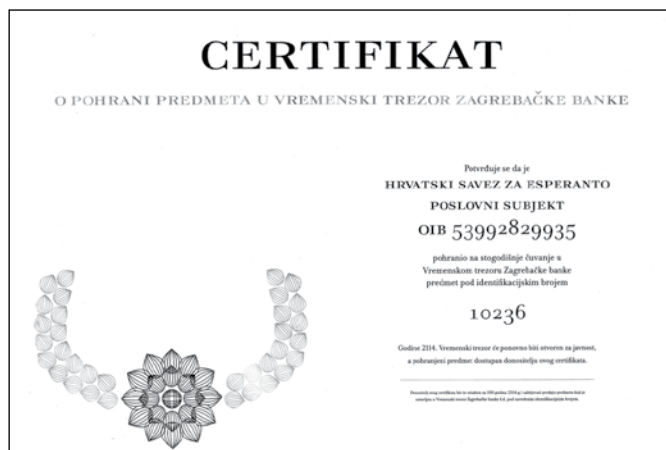 CERTIFIKAT
O POHRANI PREDMETA U VREMENSKI TREZOR ZAGREBAČKE BANKE
Potvrđuje se da je
HRVATSKI SAVEZ ZA ESPERANTO
POSLOVNI SUBJEKT
OIB 53992829935
pohranio na stogodišnje čuvanje u
Vremenskom trezoru Zagrebačke banke
predmet pod identifikacijskim brojem
10236
Godine 2114. Vremenski trezor će ponovno biti otvoren za javnost,
a pohranjeni predmet dostupan donositelju ovog certifikata.